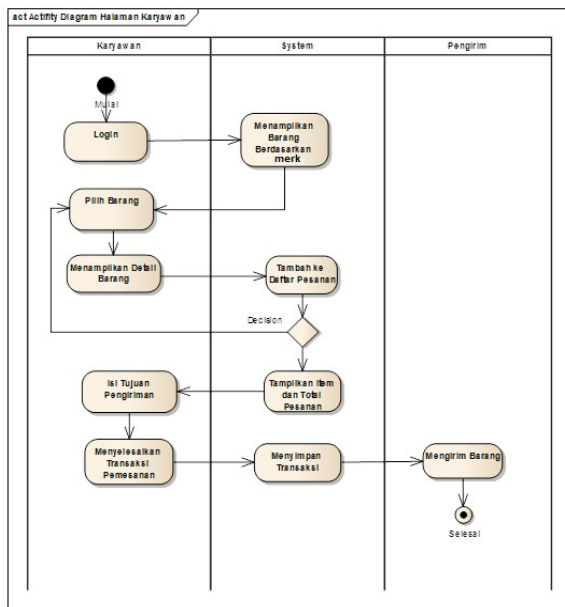 act Actifity Diagram Halaman Karyawan
Karyawan
System
Pengirim
Mulai
Login
Menampilkan
Barang
Berdasarkan
merk
Pilih Barang
Menampilkan Detail
Barang
Tambah ke
Daftar Pesanan
Decision
Isi Tujuan
Pengiriman
Tampilkan Item
dan Total
Pesanan
Menyelesaikan
Transaksi
Pemesanan
Menyimpan
Transaksi
Mengirim Barang
Selesai